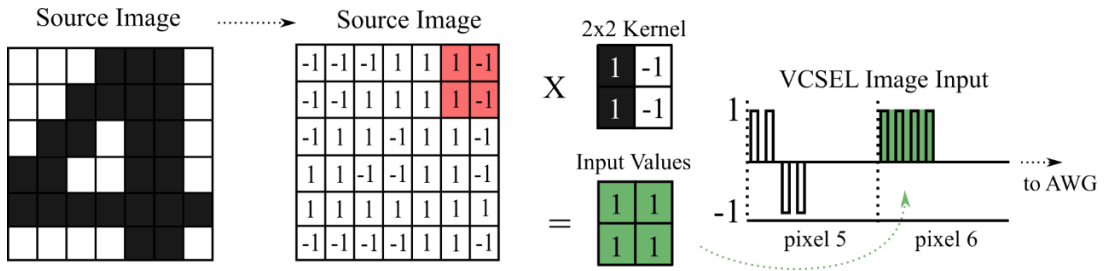 Source Image
Source Image
-1 -1 -1 1 1 1 -1
-1 -1 1 1 1 1 -1
-1 1 1 -1 1 1 -1
1 1 -1 -1 1 1 -1
1 1 1 1 1 1 1
-1 -1 -1 -1 1 1 -1
X
2x2 Kernel
1 -1
1 -1
=
Input Values
1 1
1 1
VCSEL Image Input
1
-1
pixel 5
pixel 6
to AWG